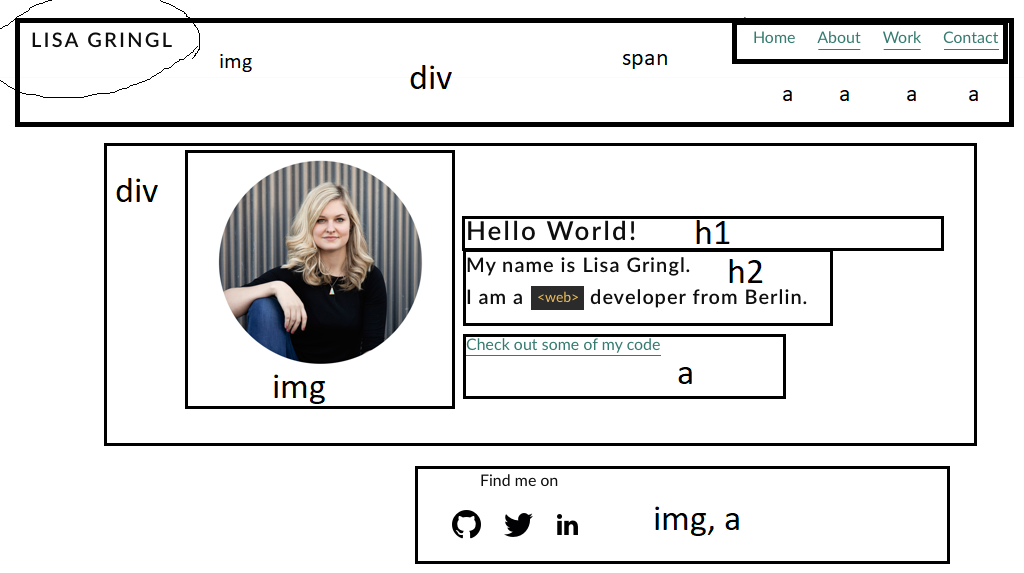 LISA GRINGL
img
div
span
Home About Work Contact
a a a a
div
img
Hello World! h1
My name is Lisa Gringl. h2
I am a <web> developer from Berlin.
Check out some of my code
a
Find me on
in
img, a